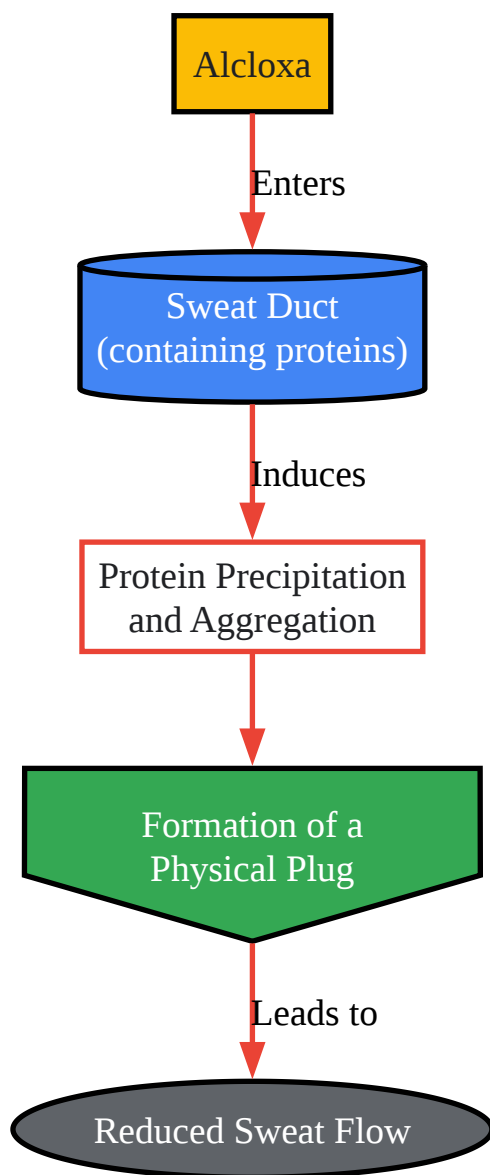 Alcloxa
Enters
Sweat Duct
(containing proteins)
Induces
Protein Precipitation
and Aggregation
Formation of a
Physical Plug
Leads to
Reduced Sweat Flow